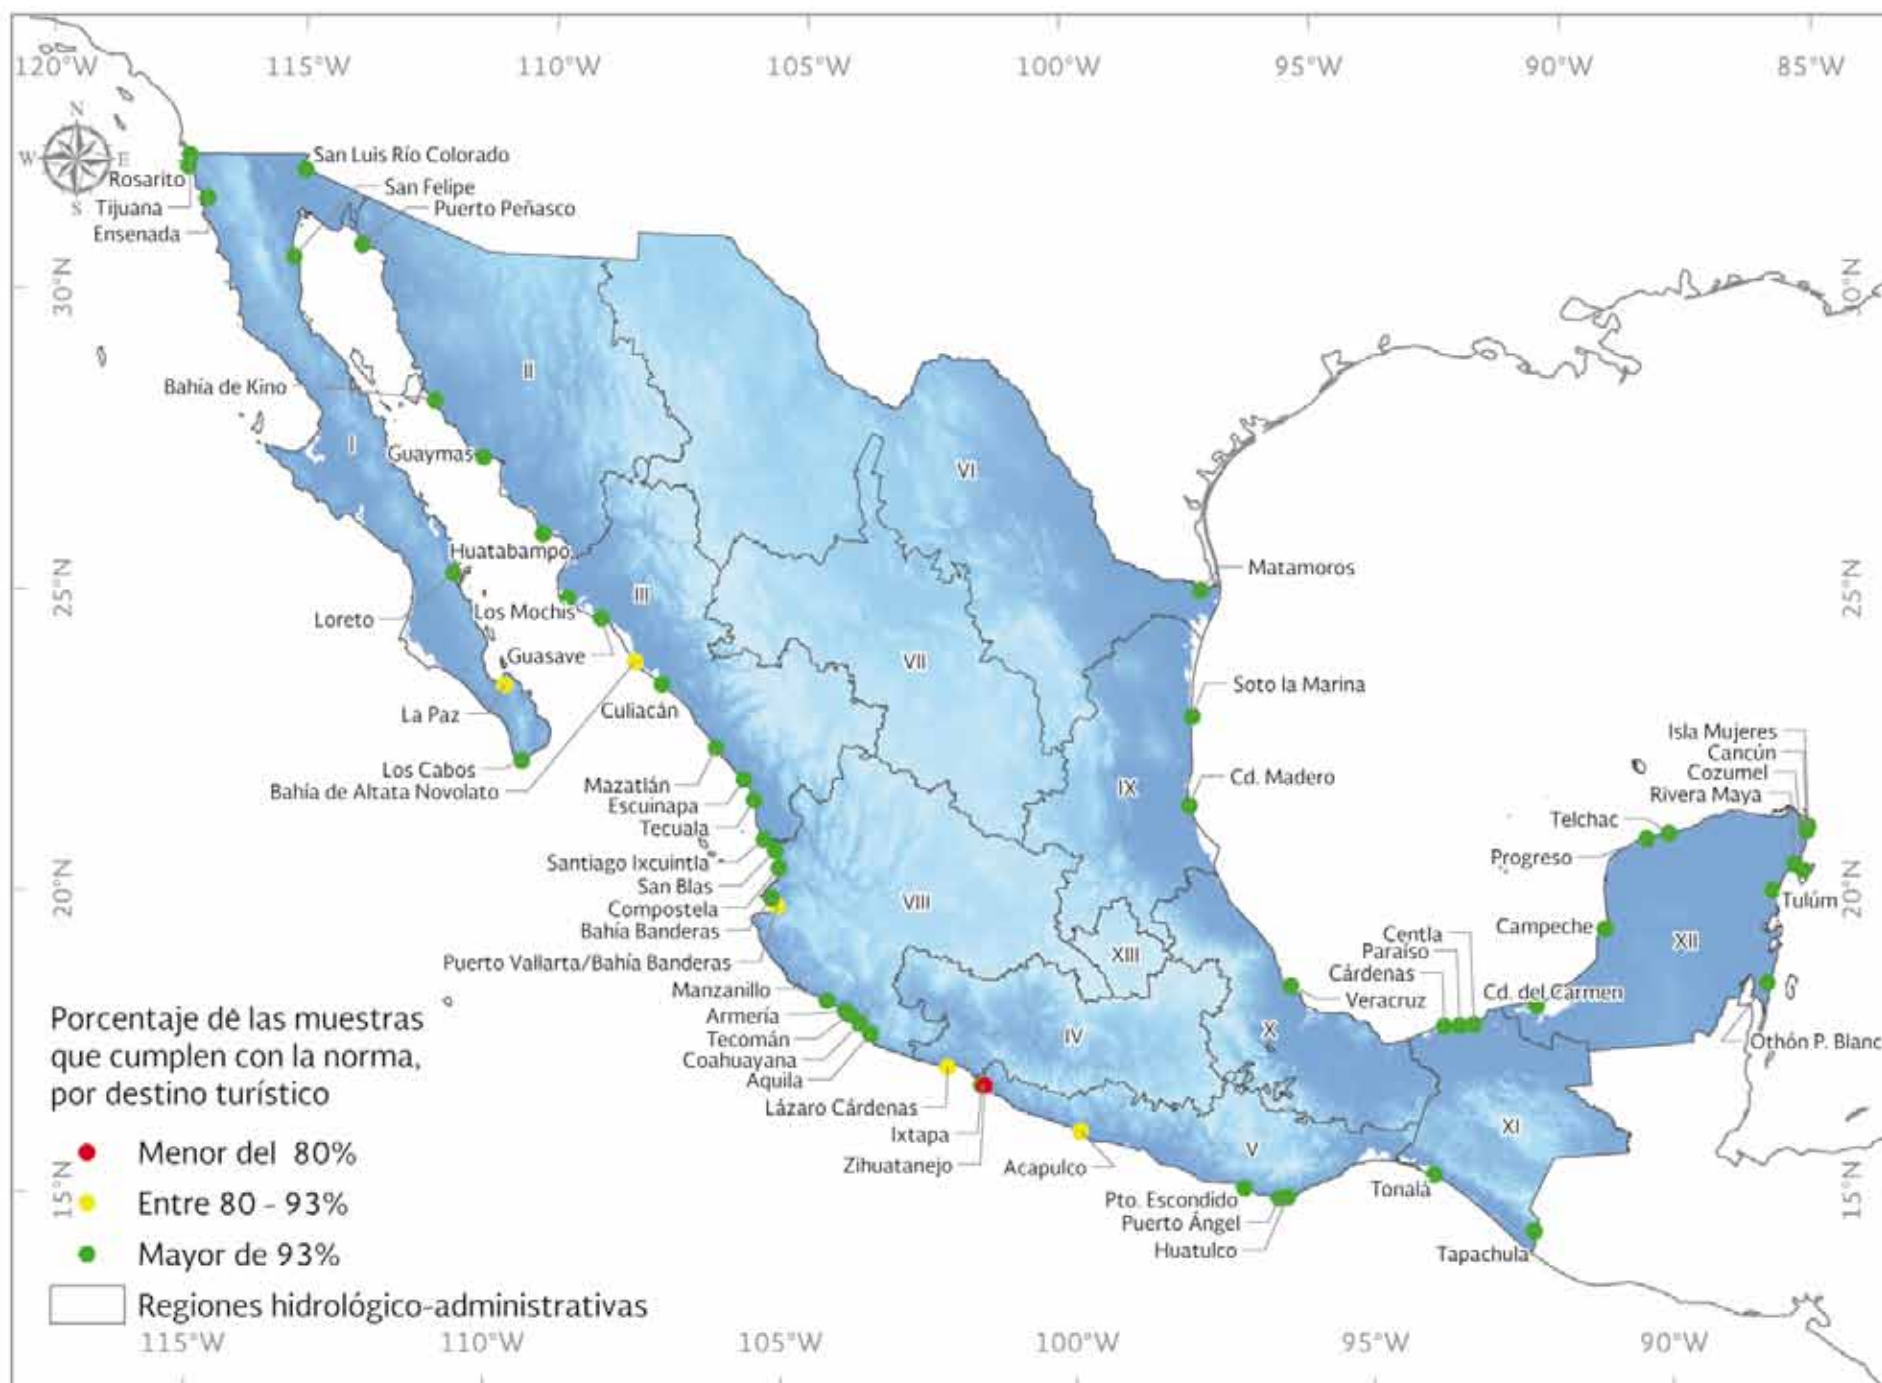 120°W 115°W 110°W 105°W 100°W 95°W 90°W 85°W
N
W E
S
San Luis Río Colorado
Rosarito
San Felipe
Tijuana
Puerto Peñasco
Ensenada
30°N
30°N
II
Bahía de Kino
I
Guaymas
VI
Huatabampo
Matamoros
25°N
25°N
III
Los Mochis
Loreto
Guasave
VII
Soto la Marina
La Paz
Culiacán
Los Cabos
Bahía de Altata Novolato
Isla Mujeres
Cancún
Cozumel
Rivera Maya
Cd. Madero
Mazatlán
Escuinapa
IX
Telchac
Tecuala
Progreso
Santiago Ixcuintla
San Blas
20°N
20°N
VIII
Tulúm
Compostela
Campeche
Bahía Banderas
Centla
XII
Puerto Vallarta/Bahía Banderas
XIII
Paraíso
Cárdenas
Manzanillo
Cd. del Carmen
Veracruz
Armería
X
Tecomán
IV
Othón P. Blanc
Coahuayana
Aquila
Lázaro Cárdenas
Ixtapa
XI
Zihuatanejo
V
Acapulco
15°N
15°N
Tonalá
Pto. Escondido
Puerto Ángel
Huatulco
Tapachula
Porcentaje de las muestras
que cumplen con la norma,
por destino turístico
Menor del 80%
Entre 80 - 93%
Mayor de 93%
Regiones hidrológico-administrativas
115°W 110°W 105°W 100°W 95°W 90°W